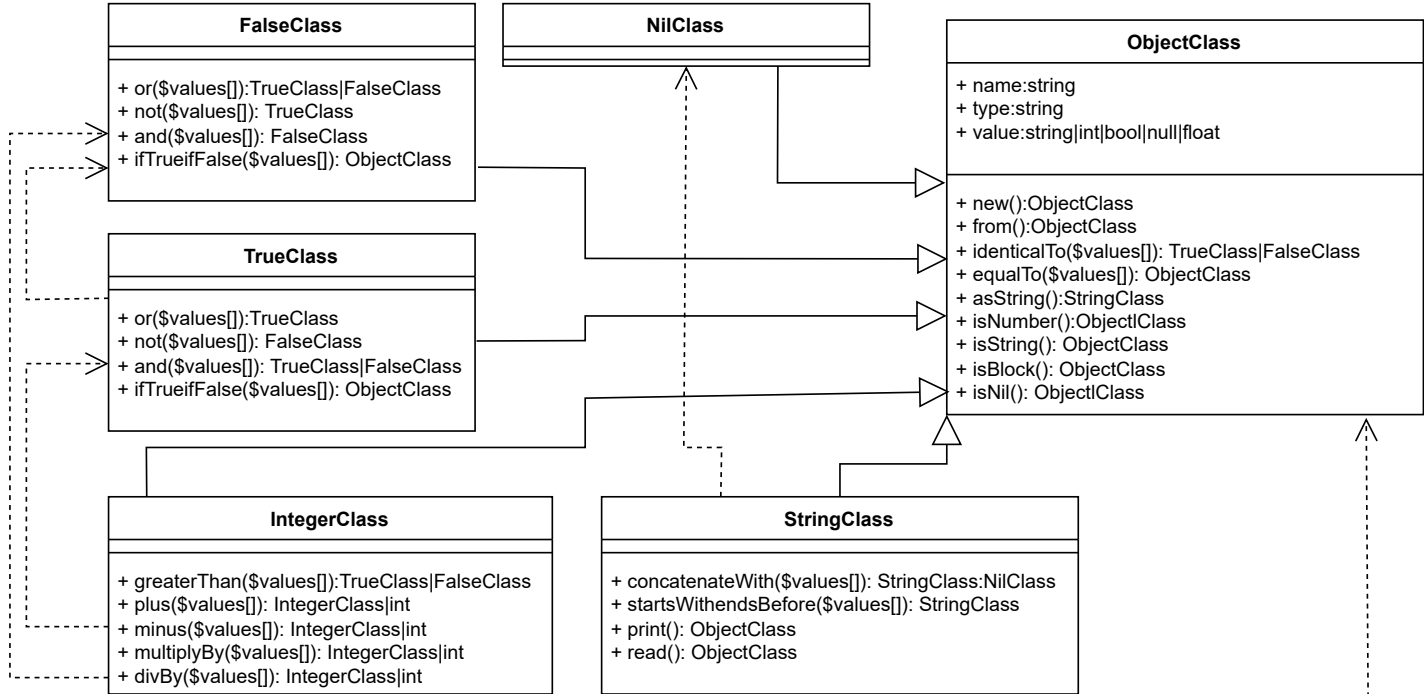 FalseClass
+ or($values[]):TrueClass|FalseClass
+ not($values[]): TrueClass
+ and($values[]): FalseClass
+ ifTrueifFalse($values[]): ObjectClass
NilClass
ObjectClass
+ name:string
+ type:string
+ value:string|int|bool|null|float
+ new():ObjectClass
+ from():ObjectClass
+ identicalTo($values[]): TrueClass|FalseClass
+ equalTo($values[]): ObjectClass
+ asString():StringClass
+ isNumber():ObjectlClass
+ isString(): ObjectClass
+ isBlock(): ObjectClass
+ isNil(): ObjectlClass
TrueClass
+ or($values[]):TrueClass
+ not($values[]): FalseClass
+ and($values[]): TrueClass|FalseClass
+ ifTrueifFalse($values[]): ObjectClass
IntegerClass
+ greaterThan($values[]):TrueClass|FalseClass
+ plus($values[]): IntegerClass|int
+ minus($values[]): IntegerClass|int
+ multiplyBy($values[]): IntegerClass|int
+ divBy($values[]): IntegerClass|int
StringClass
+ concatenateWith($values[]): StringClass:NilClass
+ startsWithendsBefore($values[]): StringClass
+ print(): ObjectClass
+ read(): ObjectClass